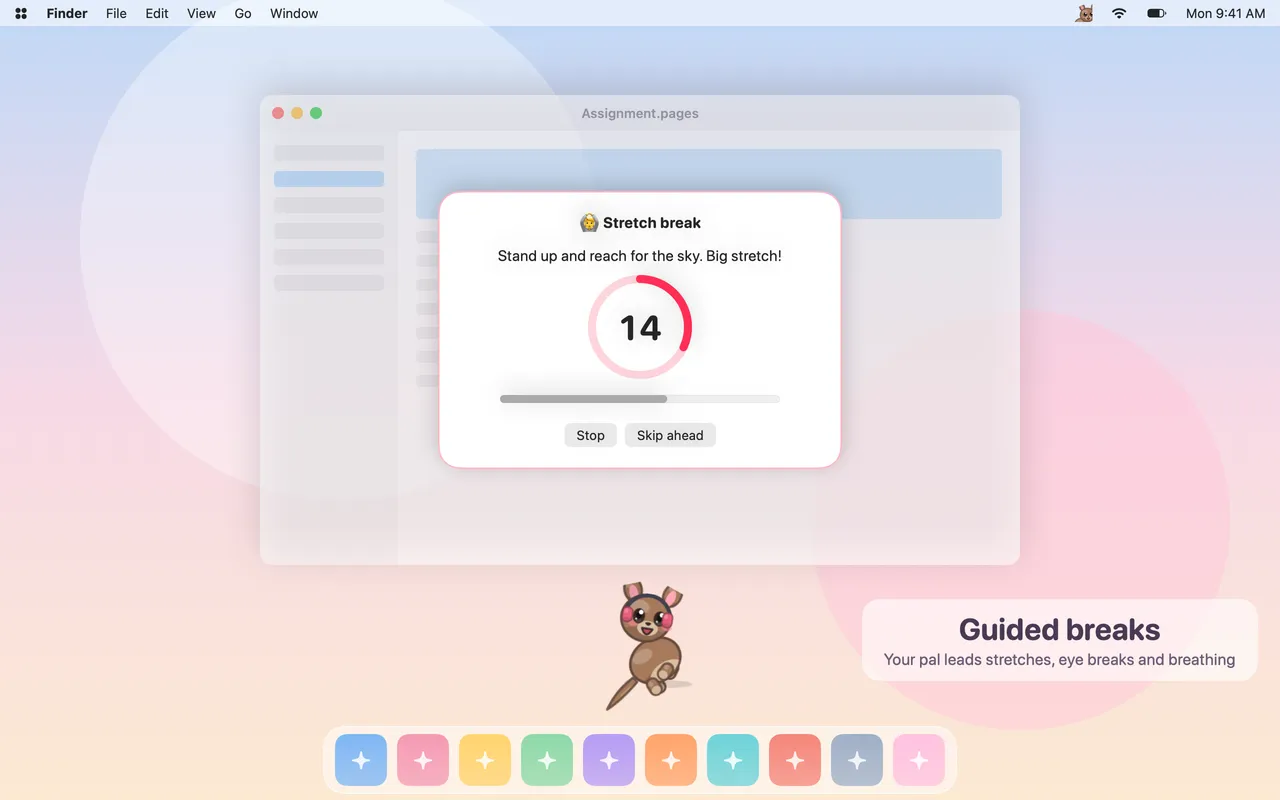 Finder File Edit View Go Window Mon 9:41 AM
Assignment.pages
Stretch break
Stand up and reach for the sky. Big stretch!
14
Stop Skip ahead
Guided breaks
Your pal leads stretches, eye breaks and breathing